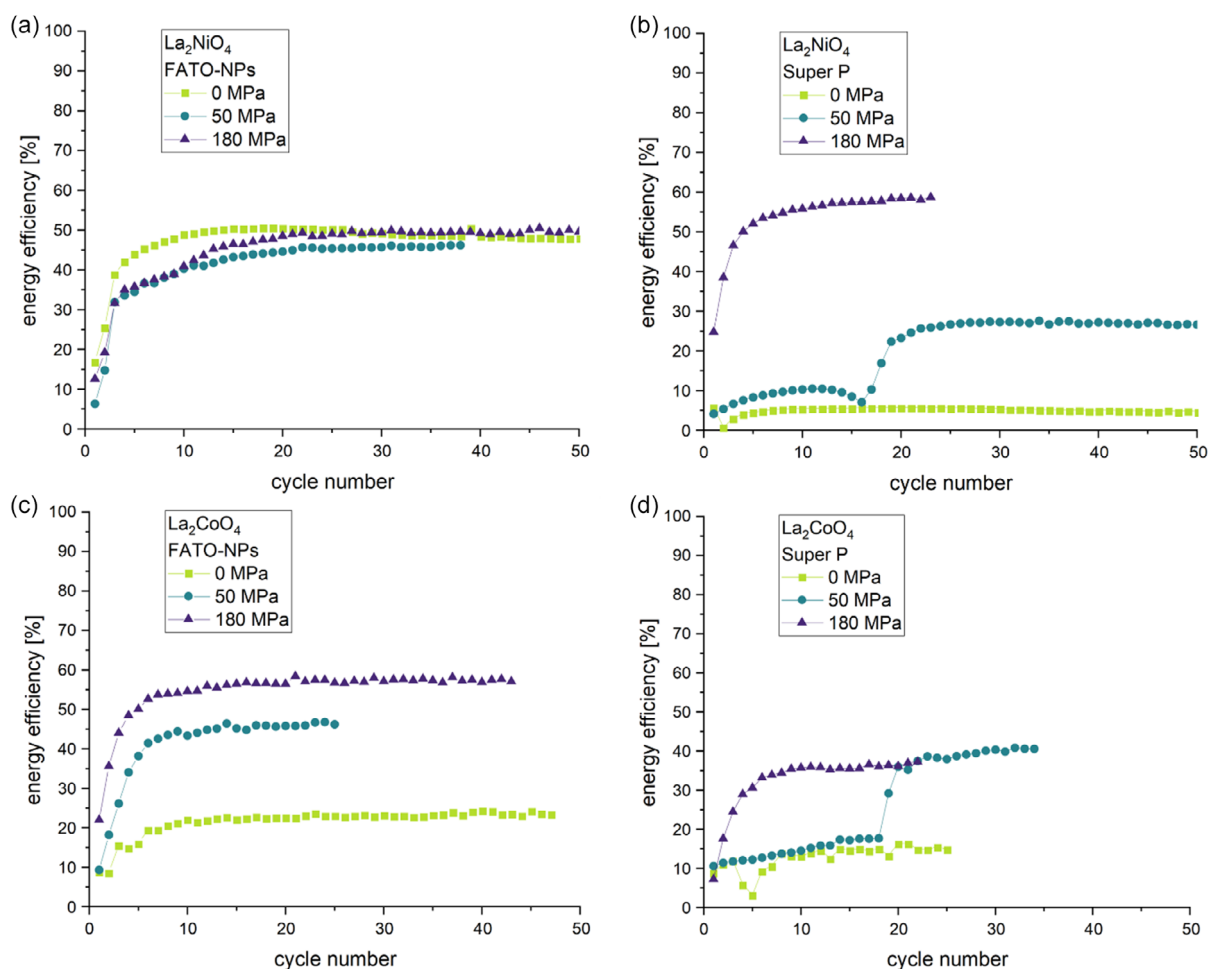 (a)
La₂NiO₄
FATO-NPs
0 MPa
50 MPa
180 MPa
energy efficiency [%]
100
90
80
70
60
50
40
30
20
10
0
0 10 20 30 40 50
cycle number
(b)
La₂NiO₄
Super P
0 MPa
50 MPa
180 MPa
energy efficiency [%]
100
90
80
70
60
50
40
30
20
10
0
0 10 20 30 40 50
cycle number
(c)
La₂CoO₄
FATO-NPs
0 MPa
50 MPa
180 MPa
energy efficiency [%]
100
90
80
70
60
50
40
30
20
10
0
0 10 20 30 40 50
cycle number
(d)
La₂CoO₄
Super P
0 MPa
50 MPa
180 MPa
energy efficiency [%]
100
90
80
70
60
50
40
30
20
10
0
0 10 20 30 40 50
cycle number